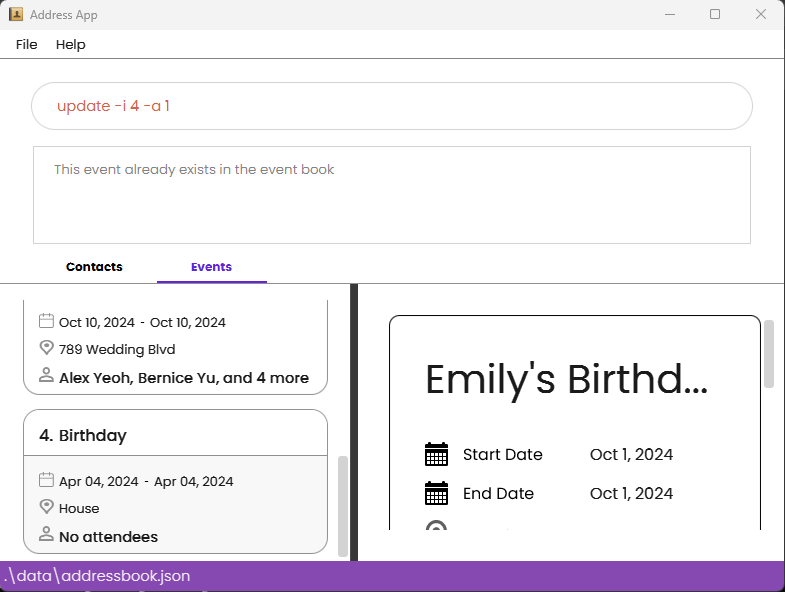 Address App
File Help
update -i 4 -a 1
This event already exists in the event book
Contacts Events
Oct 10, 2024 - Oct 10, 2024
789 Wedding Blvd
Alex Yeoh, Bernice Yu, and 4 more
4. Birthday
Apr 04, 2024 - Apr 04, 2024
House
No attendees
Emily's Birthd...
Start Date Oct 1, 2024
End Date Oct 1, 2024
.\data\addressbook.json